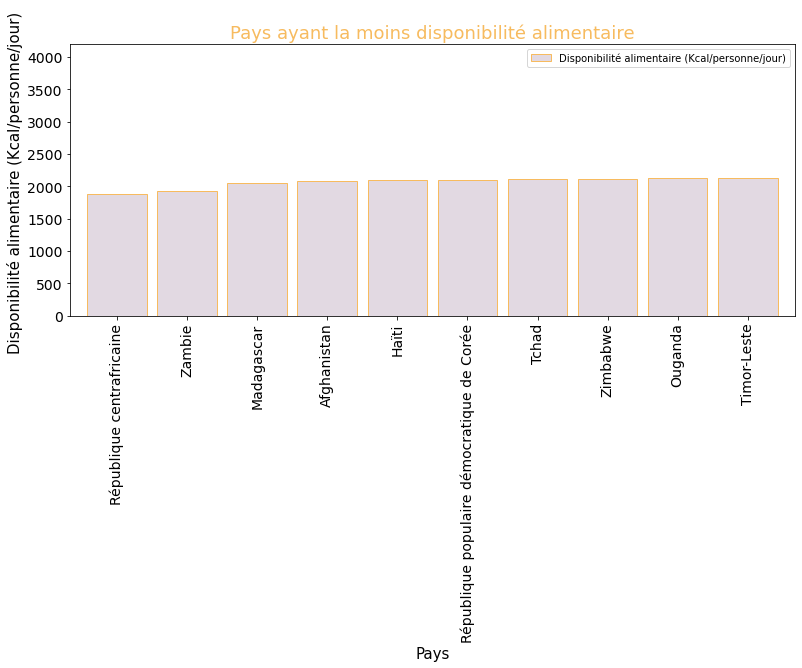 Pays ayant la moins disponibilité alimentaire
Disponibilité alimentaire (Kcal/personne/jour)
Disponibilité alimentaire (Kcal/personne/jour)
4000
3500
3000
2500
2000
1500
1000
500
0
République centrafricaine
Zambie
Madagascar
Afghanistan
Haïti
République populaire démocratique de Corée
Tchad
Zimbabwe
Ouganda
Timor-Leste
Pays